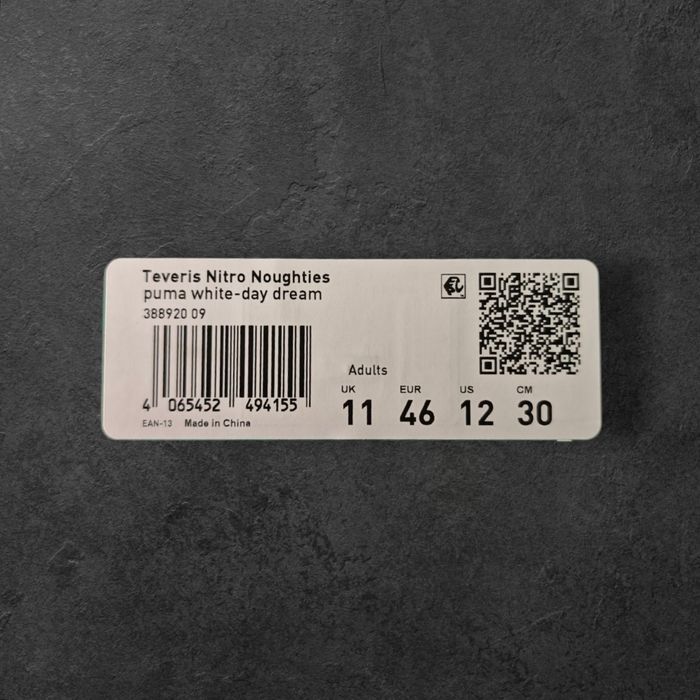 Teveris Nitro Noughties
puma white-day dream
388920 09
4 065452 494155
EAN-13 Made in China
Adults
UK EUR US CM
11 46 12 30